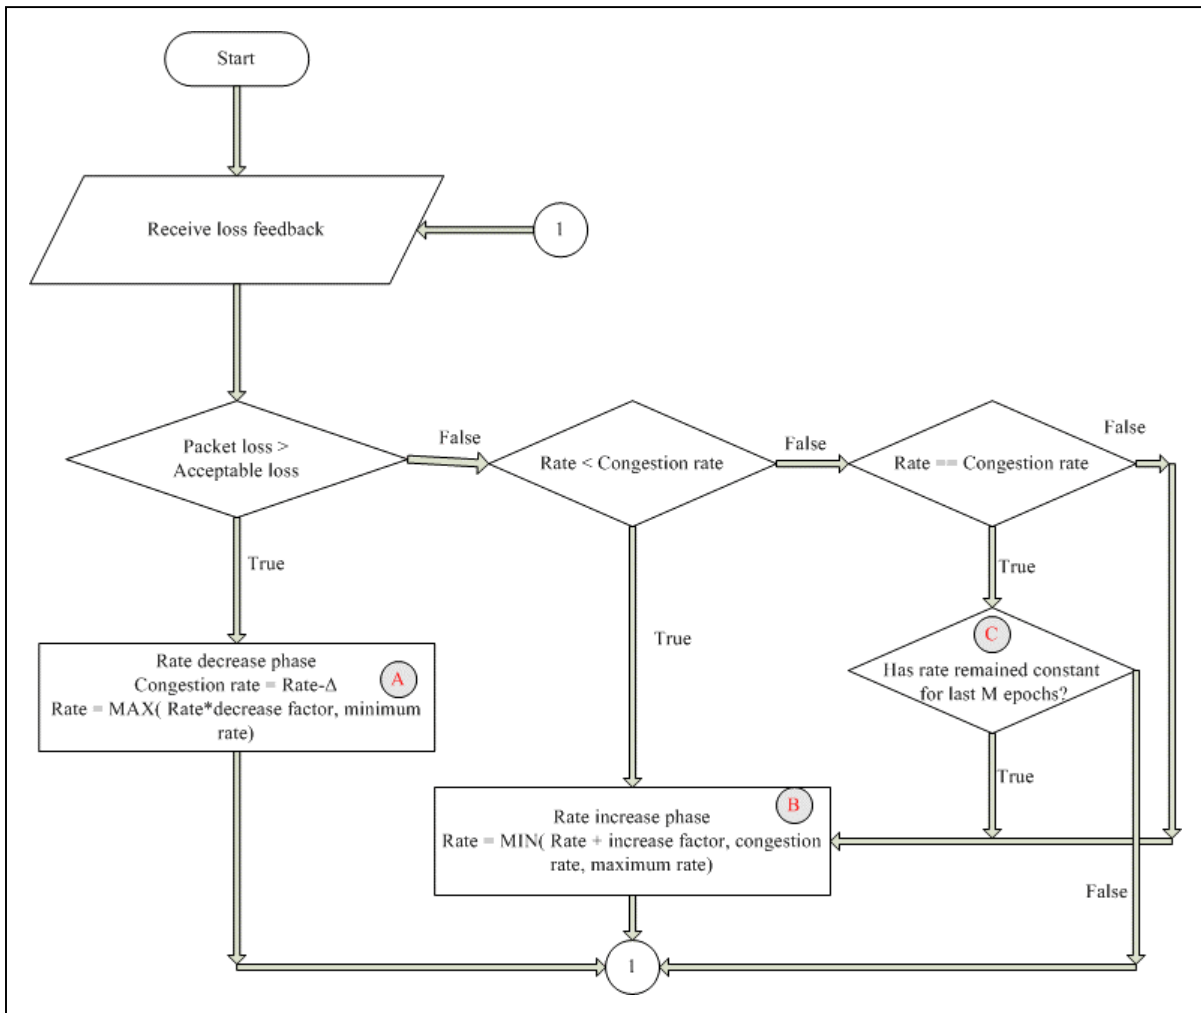 Start
Receive loss feedback
1
Packet loss >
Acceptable loss
False
Rate < Congestion rate
False
Rate == Congestion rate
False
True
True
True
C
Has rate remained constant
for last M epochs?
Rate decrease phase
Congestion rate = Rate-Δ
A
Rate = MAX( Rate*decrease factor, minimum
rate)
True
B
Rate increase phase
Rate = MIN( Rate + increase factor, congestion
rate, maximum rate)
False
1